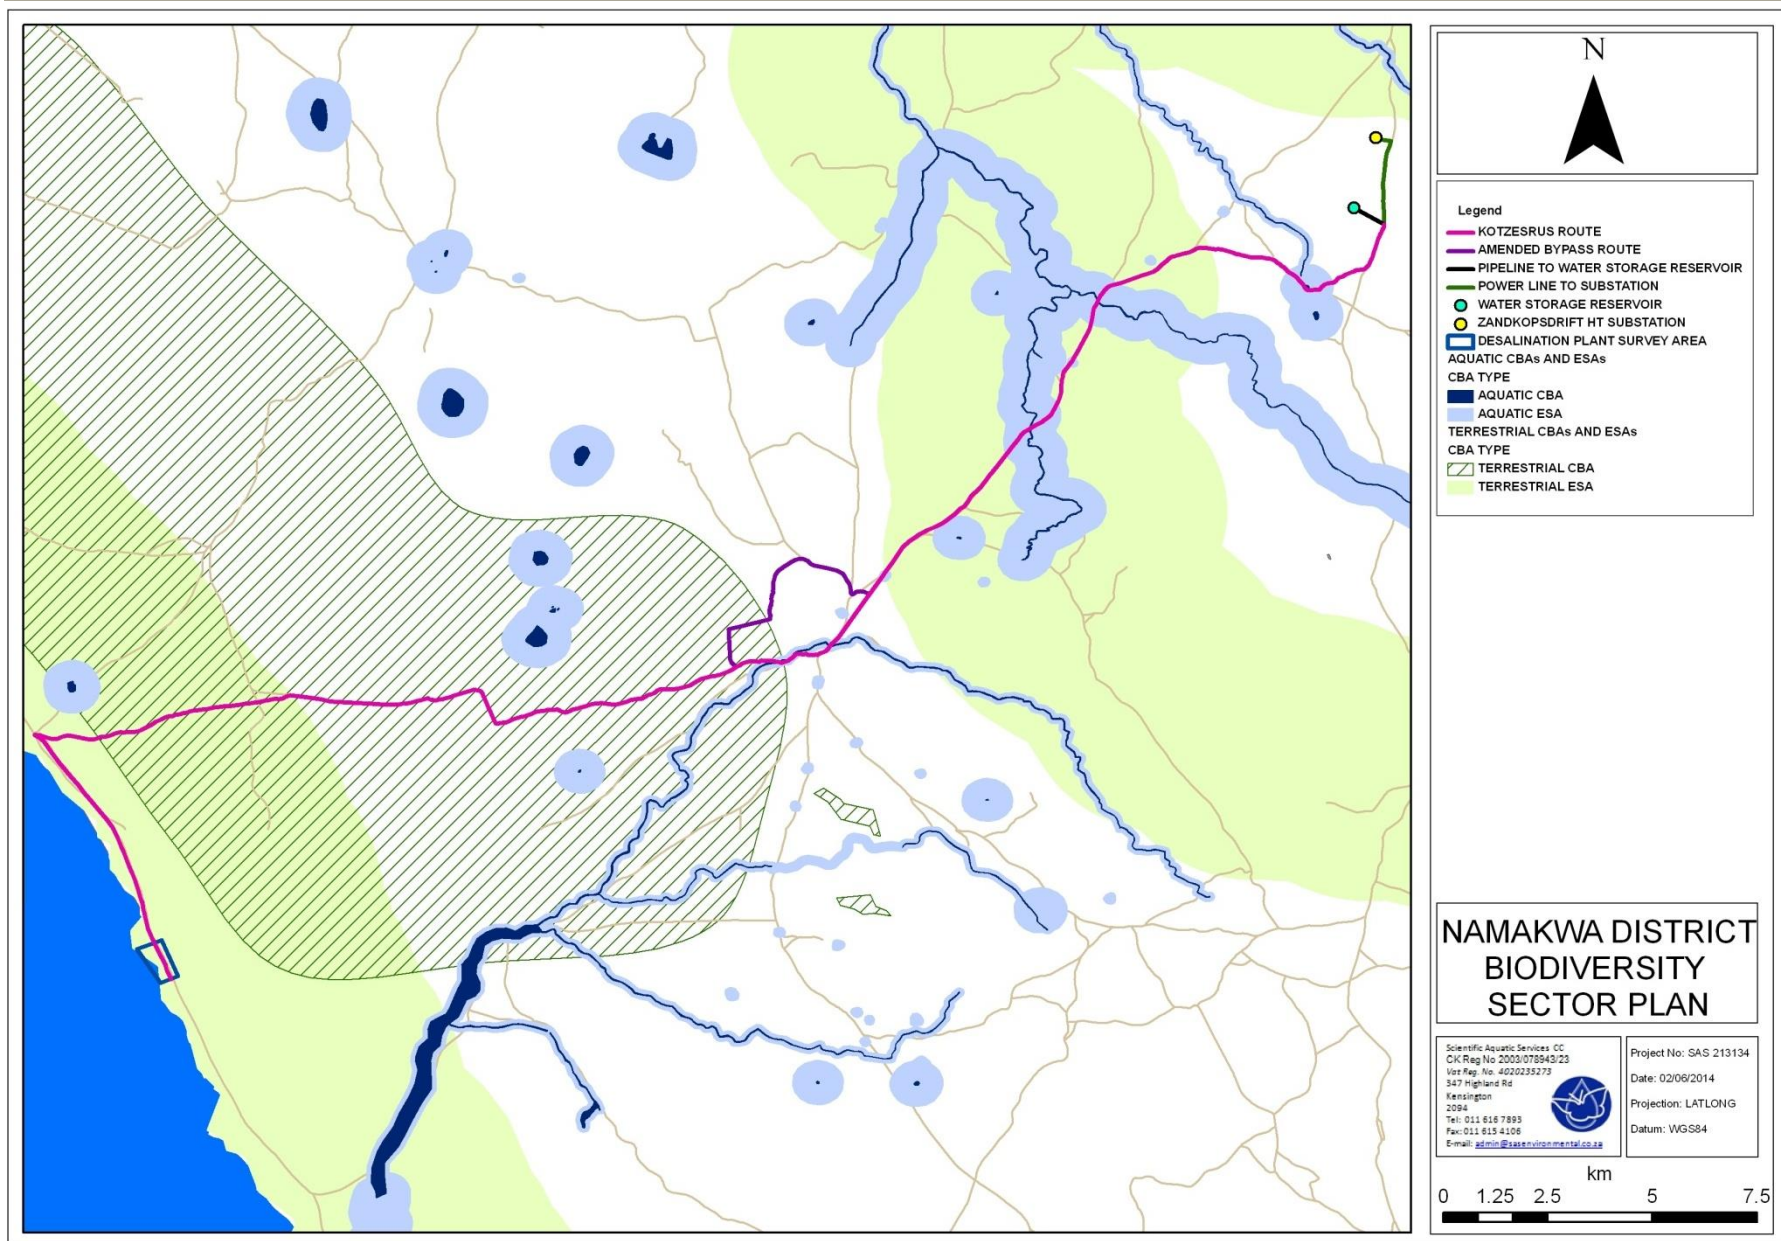 N
Legend
KOTZESRUS ROUTE
AMENDED BYPASS ROUTE
PIPELINE TO WATER STORAGE RESERVOIR
POWER LINE TO SUBSTATION
WATER STORAGE RESERVOIR
ZANDKOPSDRIFT HT SUBSTATION
DESALINATION PLANT SURVEY AREA
AQUATIC CBAs AND ESAs
CBA TYPE
AQUATIC CBA
AQUATIC ESA
TERRESTRIAL CBAs AND ESAs
CBA TYPE
TERRESTRIAL CBA
TERRESTRIAL ESA
NAMAKWA DISTRICT
BIODIVERSITY
SECTOR PLAN
Scientific Aquatic Services CC
CK Reg No 2003/078943/23
Vat Reg. No. 4020235273
347 Highland Rd
Kensington
2094
Tel: 011 616 7893
Fax: 011 615 4106
E-mail: admin@sasenvironmental.co.za
Project No: SAS 213134
Date: 02/06/2014
Projection: LATLONG
Datum: WGS84
km
0 1.25 2.5 5 7.5